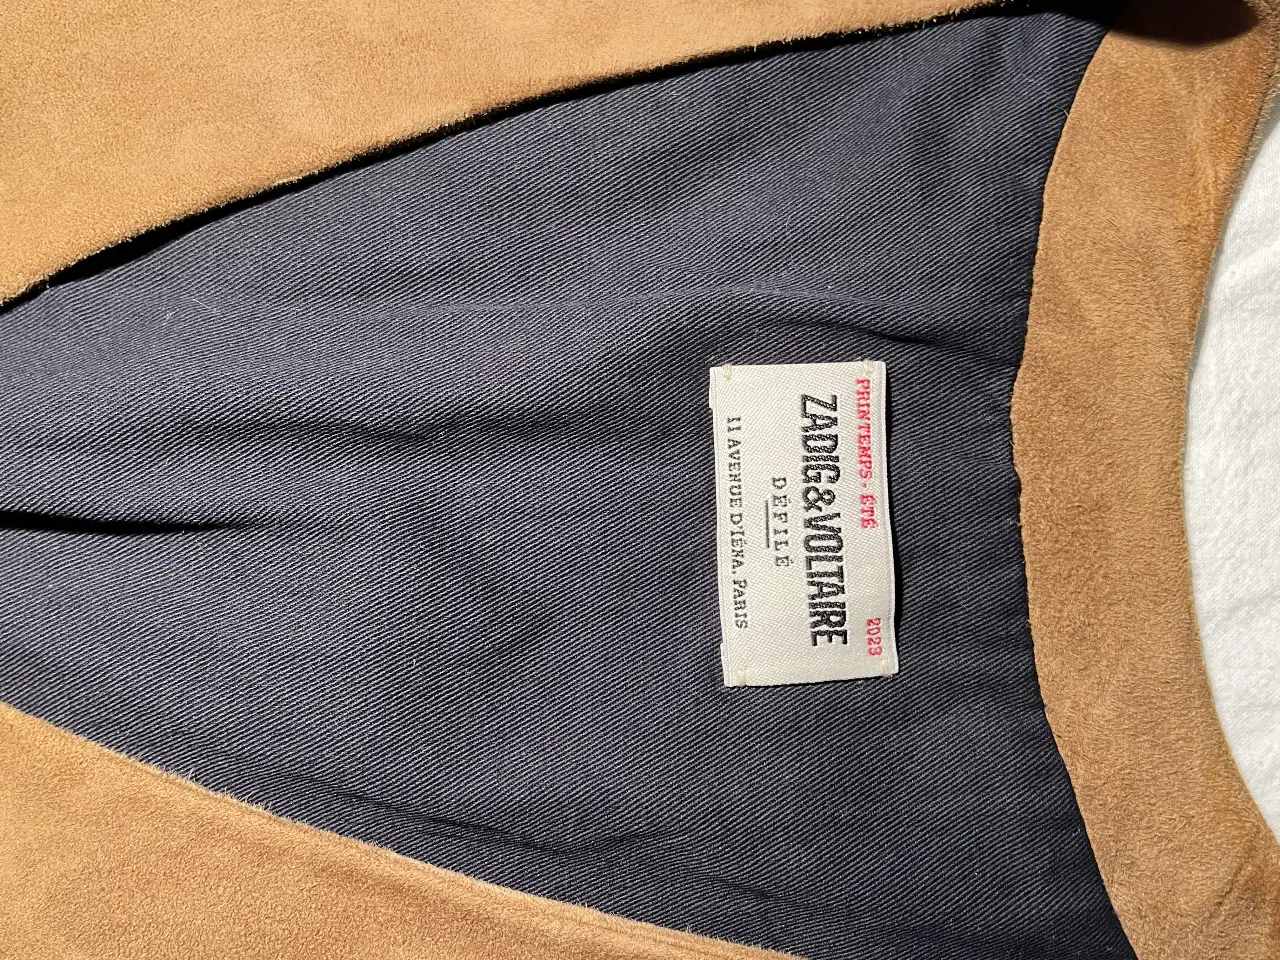 PRINTEMPS - ÉTÉ 2023
ZADIG&VOLTAIRE
DÉFILÉ
11 AVENUE D'IÉNA. PARIS